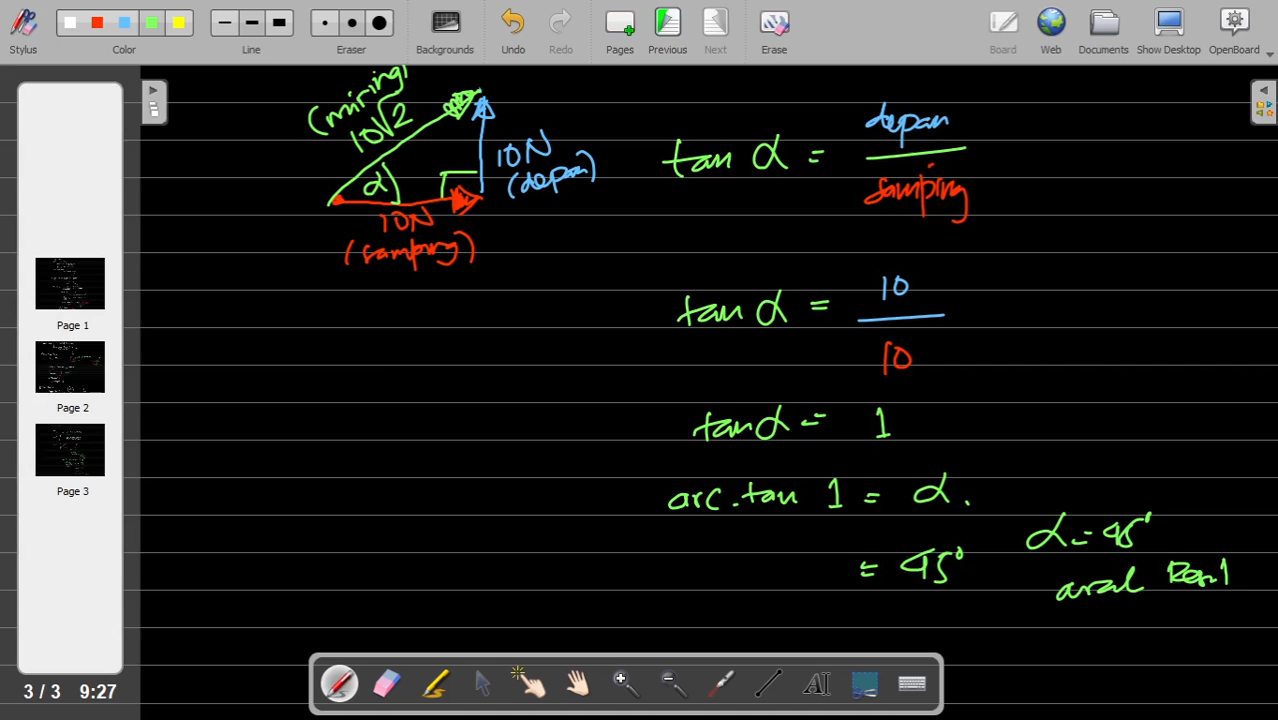 Stylus
Color
Line
Eraser
Backgrounds
Undo
Redo
Pages
Previous
Next
Erase
Board
Web
Documents
Show Desktop
OpenBoard
Page 1
Page 2
Page 3
3 / 3 9:27
(miring)
10√2
α
10N
(depan)
10N
(samping)
tan α = depan / samping
tan α = 10 / 10
tan α = 1
arc.tan 1 = α.
= 45°
α = 45°